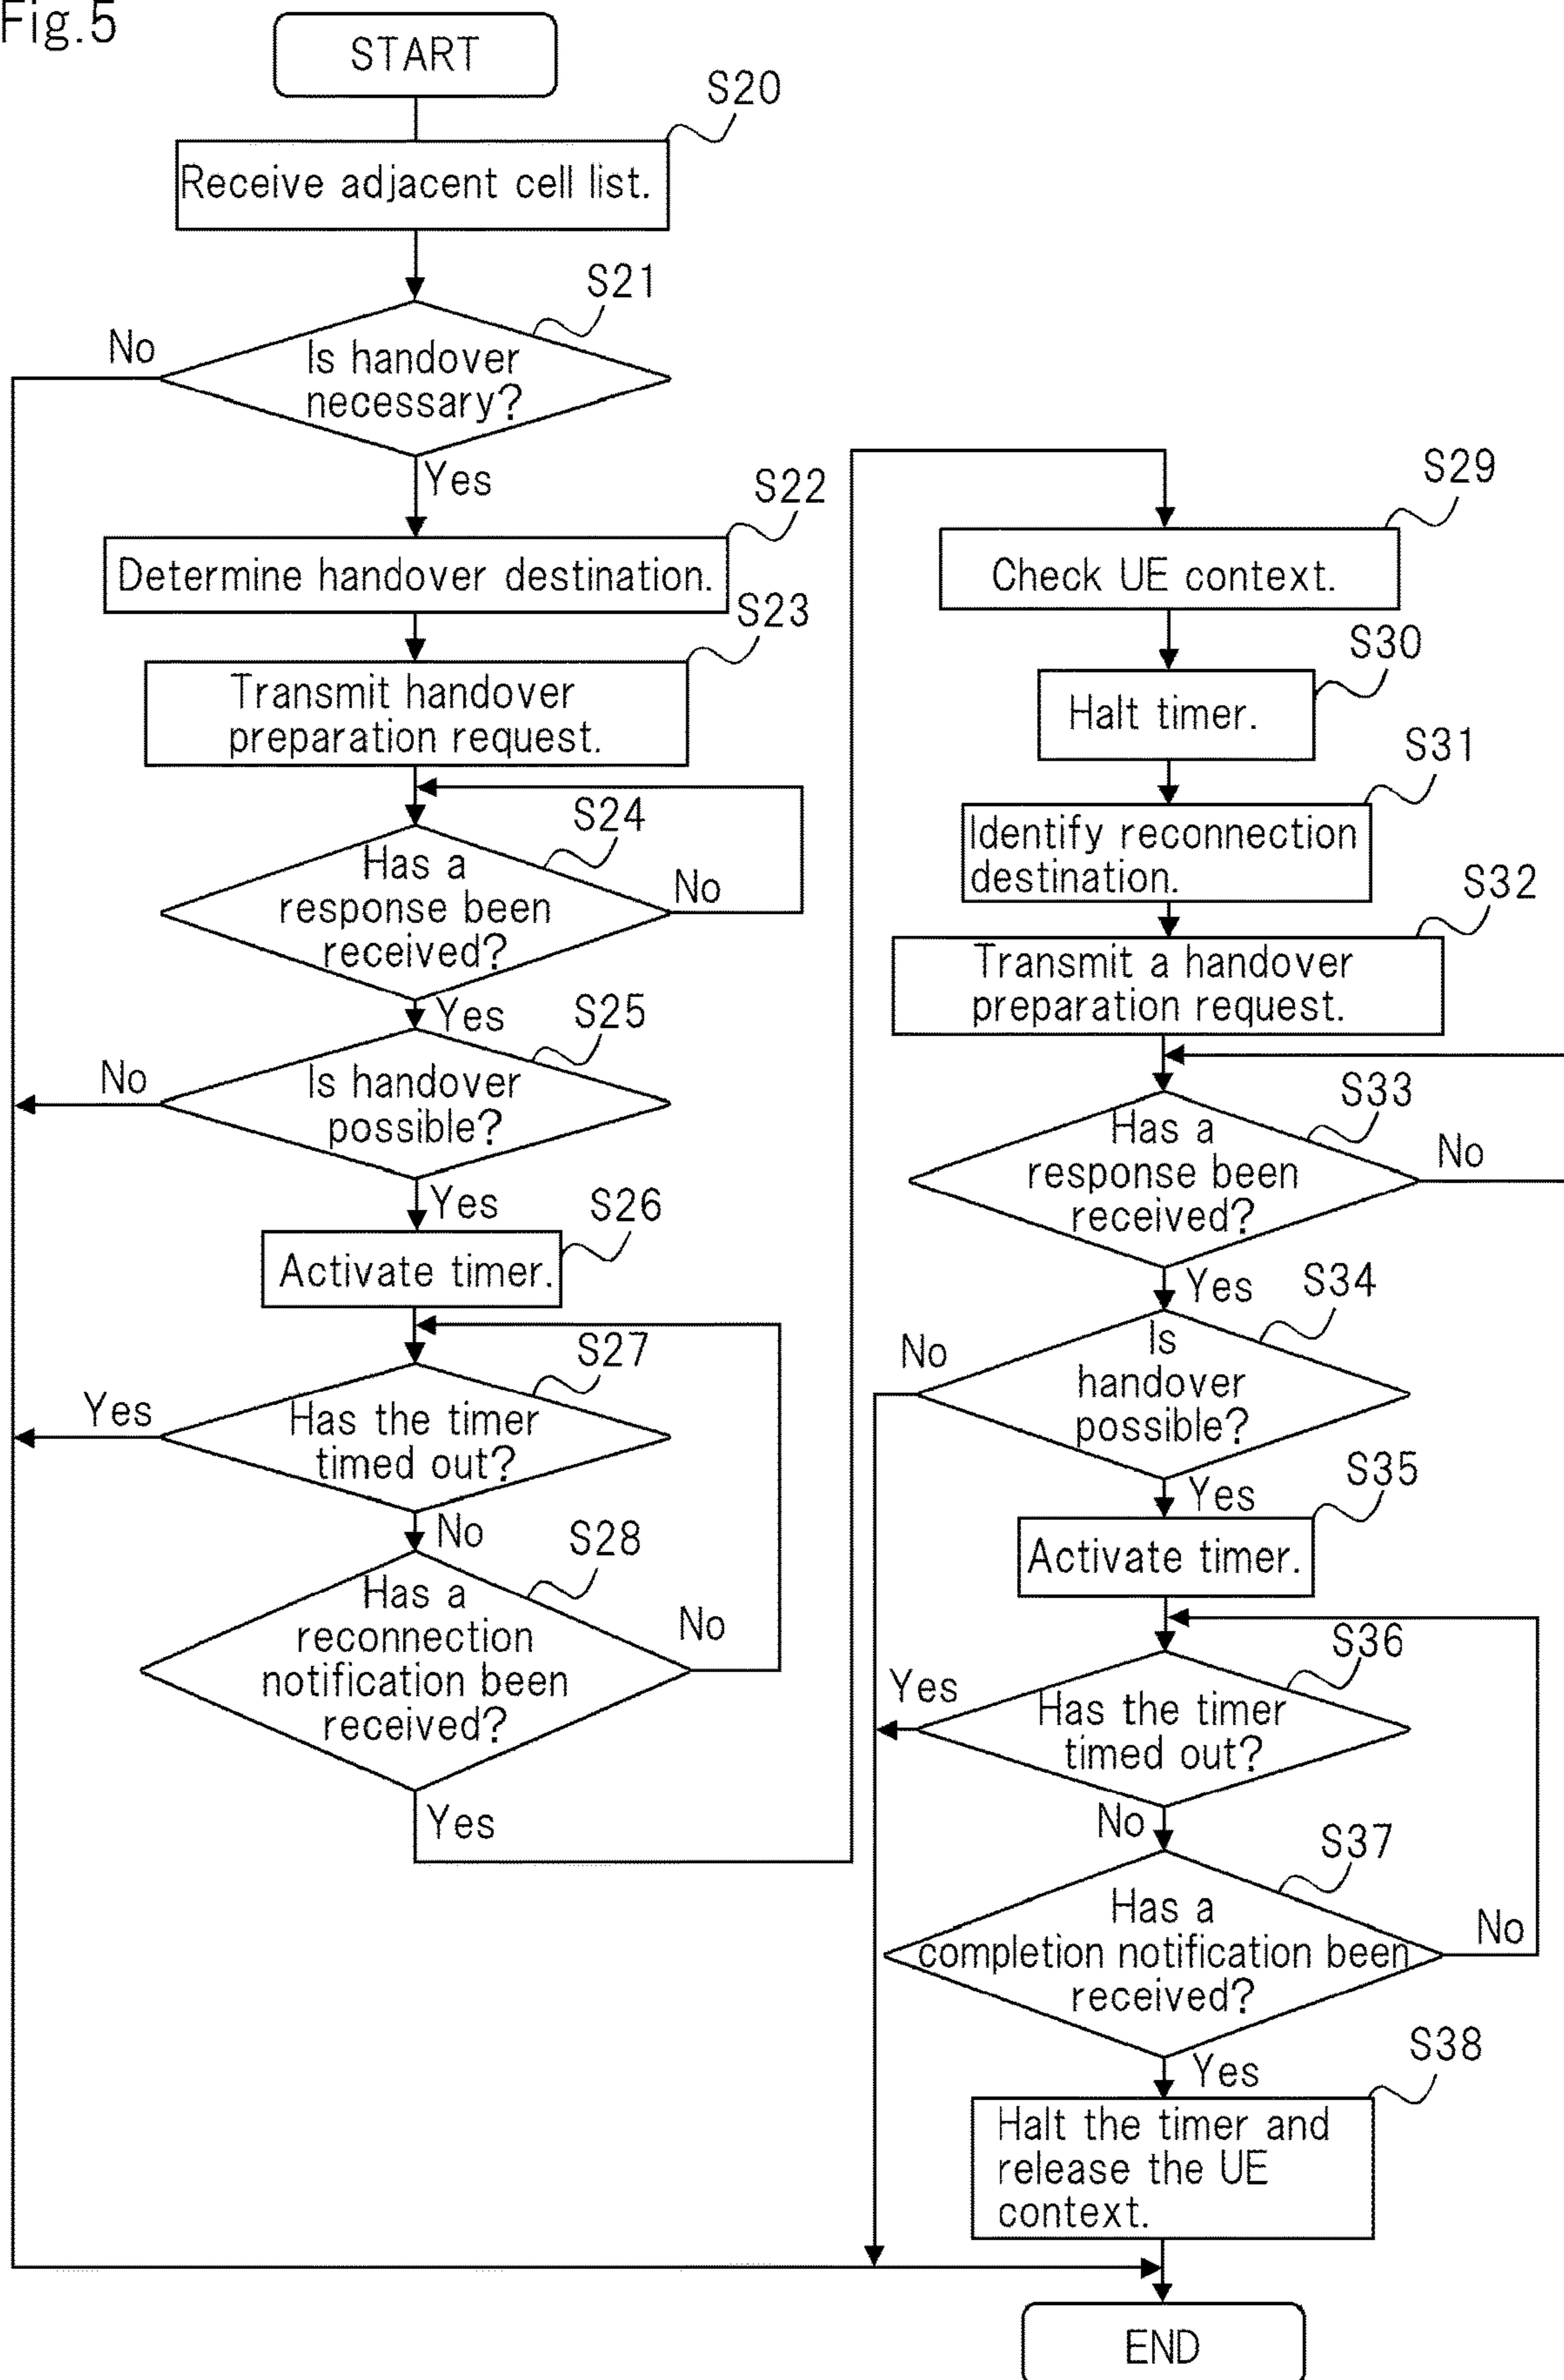 Fig.5
START
S20
Receive adjacent cell list.
S21
No
Is handover
necessary?
Yes
S22
Determine handover destination.
S23
Transmit handover
preparation request.
S24
Has a
response been
received?
No
Yes
S25
No
Is handover
possible?
Yes
S26
Activate timer.
S27
Yes
Has the timer
timed out?
No
S28
Has a
reconnection
notification been
received?
No
Yes
S29
Check UE context.
S30
Halt timer.
S31
Identify reconnection
destination.
S32
Transmit a handover
preparation request.
S33
Has a
response been
received?
No
Yes
S34
No
Is
handover
possible?
Yes
S35
Activate timer.
S36
Yes
Has the timer
timed out?
No
S37
Has a
completion notification been
received?
No
Yes
S38
Halt the timer and
release the UE
context.
END